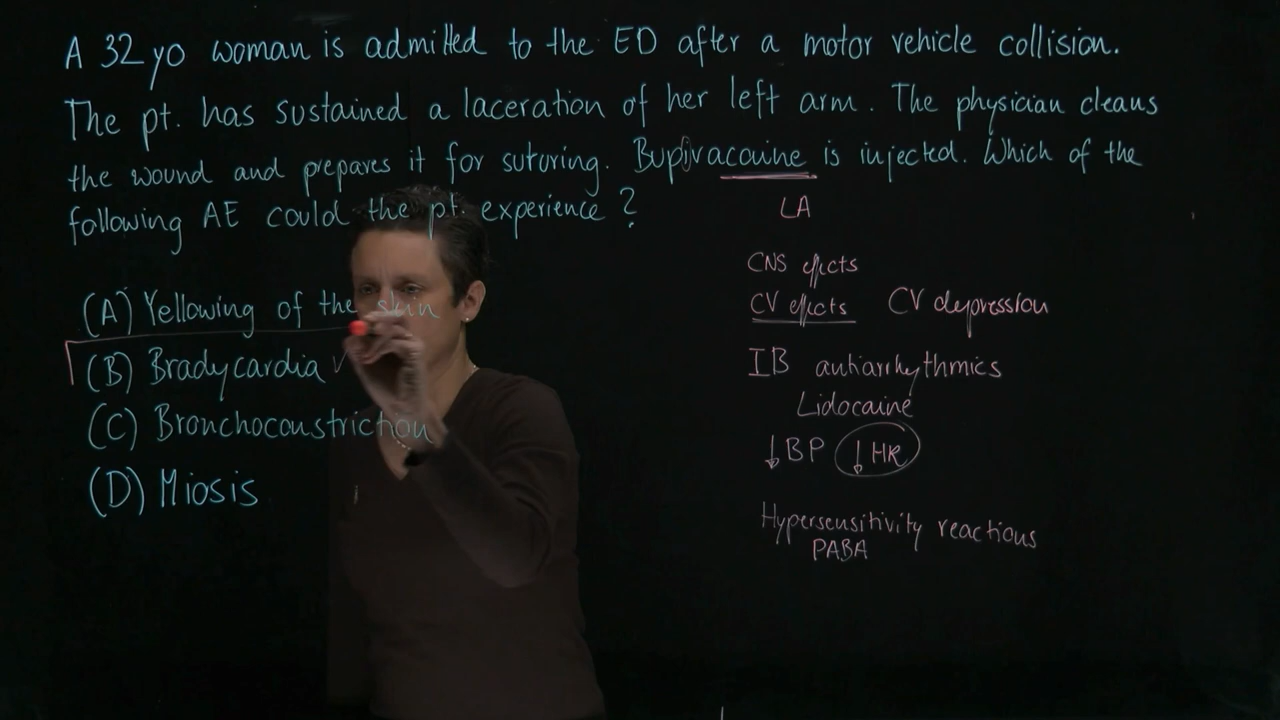 A 32 yo woman is admitted to the ED after a motor vehicle collision.
The pt. has sustained a laceration of her left arm. The physician cleans
the wound and prepares it for suturing. Bupivacaine is injected. Which of the
following AE could the pt. experience?
LA
CNS effects
CV effects CV depression
(A) Yellowing of the skin
(B) Bradycardia ✓
(C) Bronchoconstriction
(D) Miosis
IB antiarrhythmics
Lidocaine
↓BP ↓HR
Hypersensitivity reactions
PABA